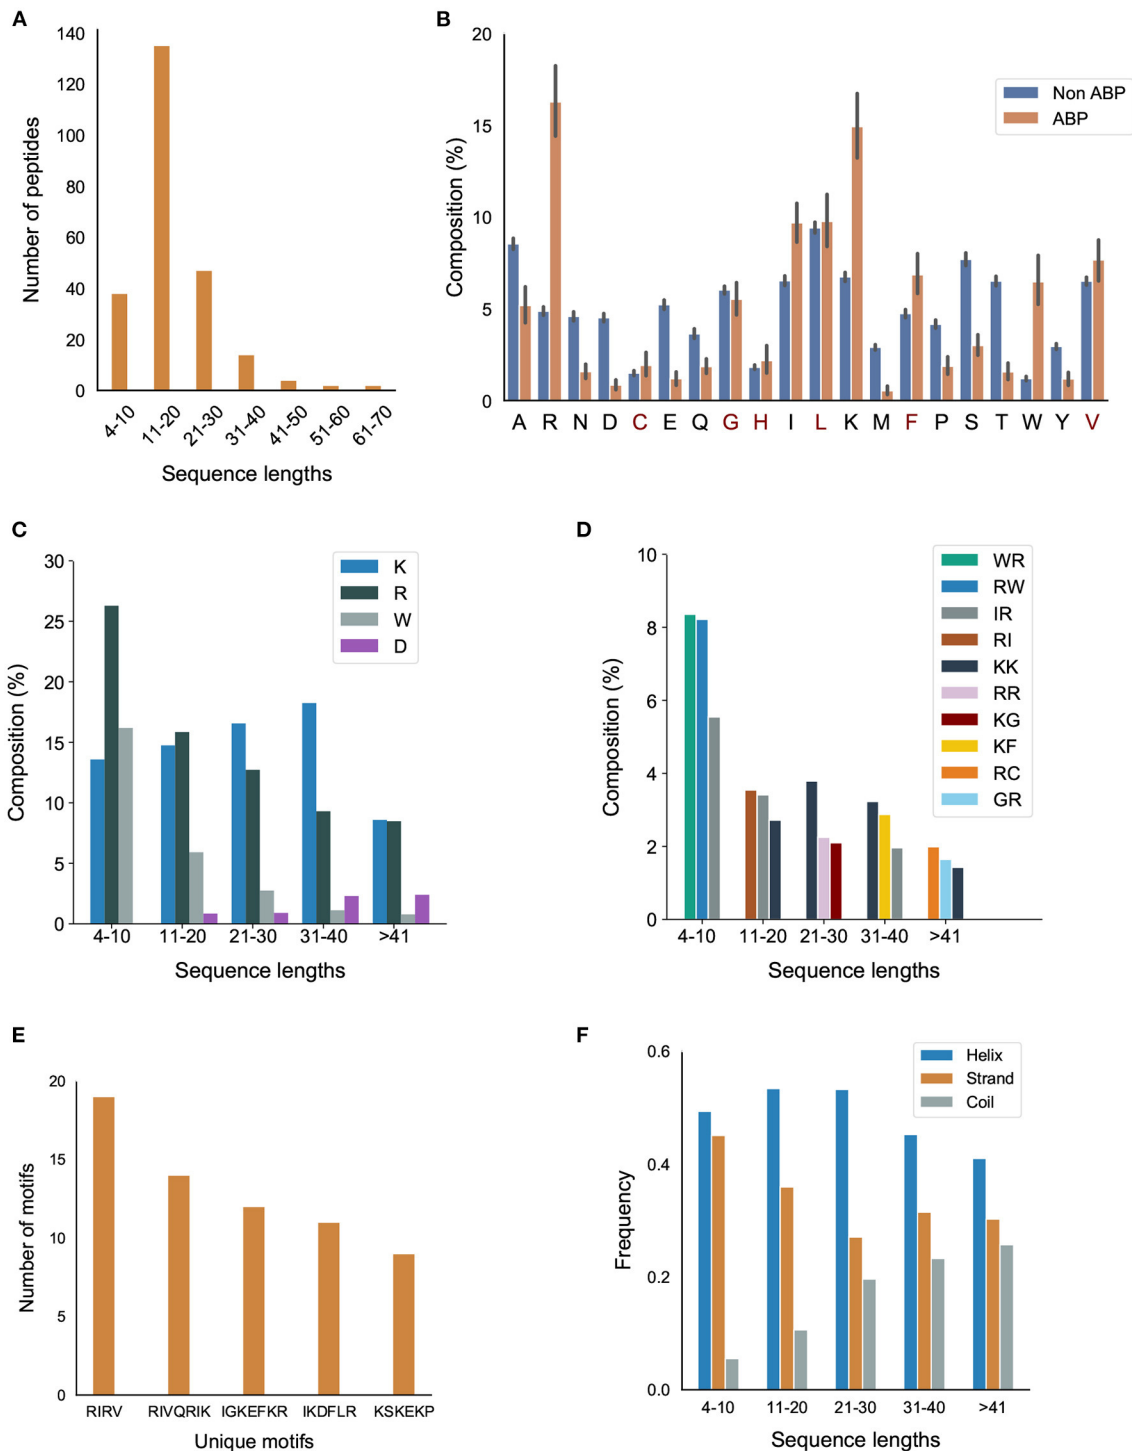 A
140
120
100
80
60
40
20
0
Number of peptides
4-10
11-20
21-30
31-40
41-50
51-60
61-70
Sequence lengths
B
20
15
10
5
0
Composition (%)
Non ABP
ABP
A R N D C E Q G H I L K M F P S T W Y V
C
30
25
20
15
10
5
0
Composition (%)
K
R
W
D
4-10 11-20 21-30 31-40 >41
Sequence lengths
D
10
8
6
4
2
0
Composition (%)
WR
RW
IR
RI
KK
RR
KG
KF
RC
GR
4-10 11-20 21-30 31-40 >41
Sequence lengths
E
20
15
10
5
0
Number of motifs
RIRV RIVQRIK IGKEFKR IKDFLR KSKEKP
Unique motifs
F
0.6
0.4
0.2
0.0
Frequency
Helix
Strand
Coil
4-10 11-20 21-30 31-40 >41
Sequence lengths